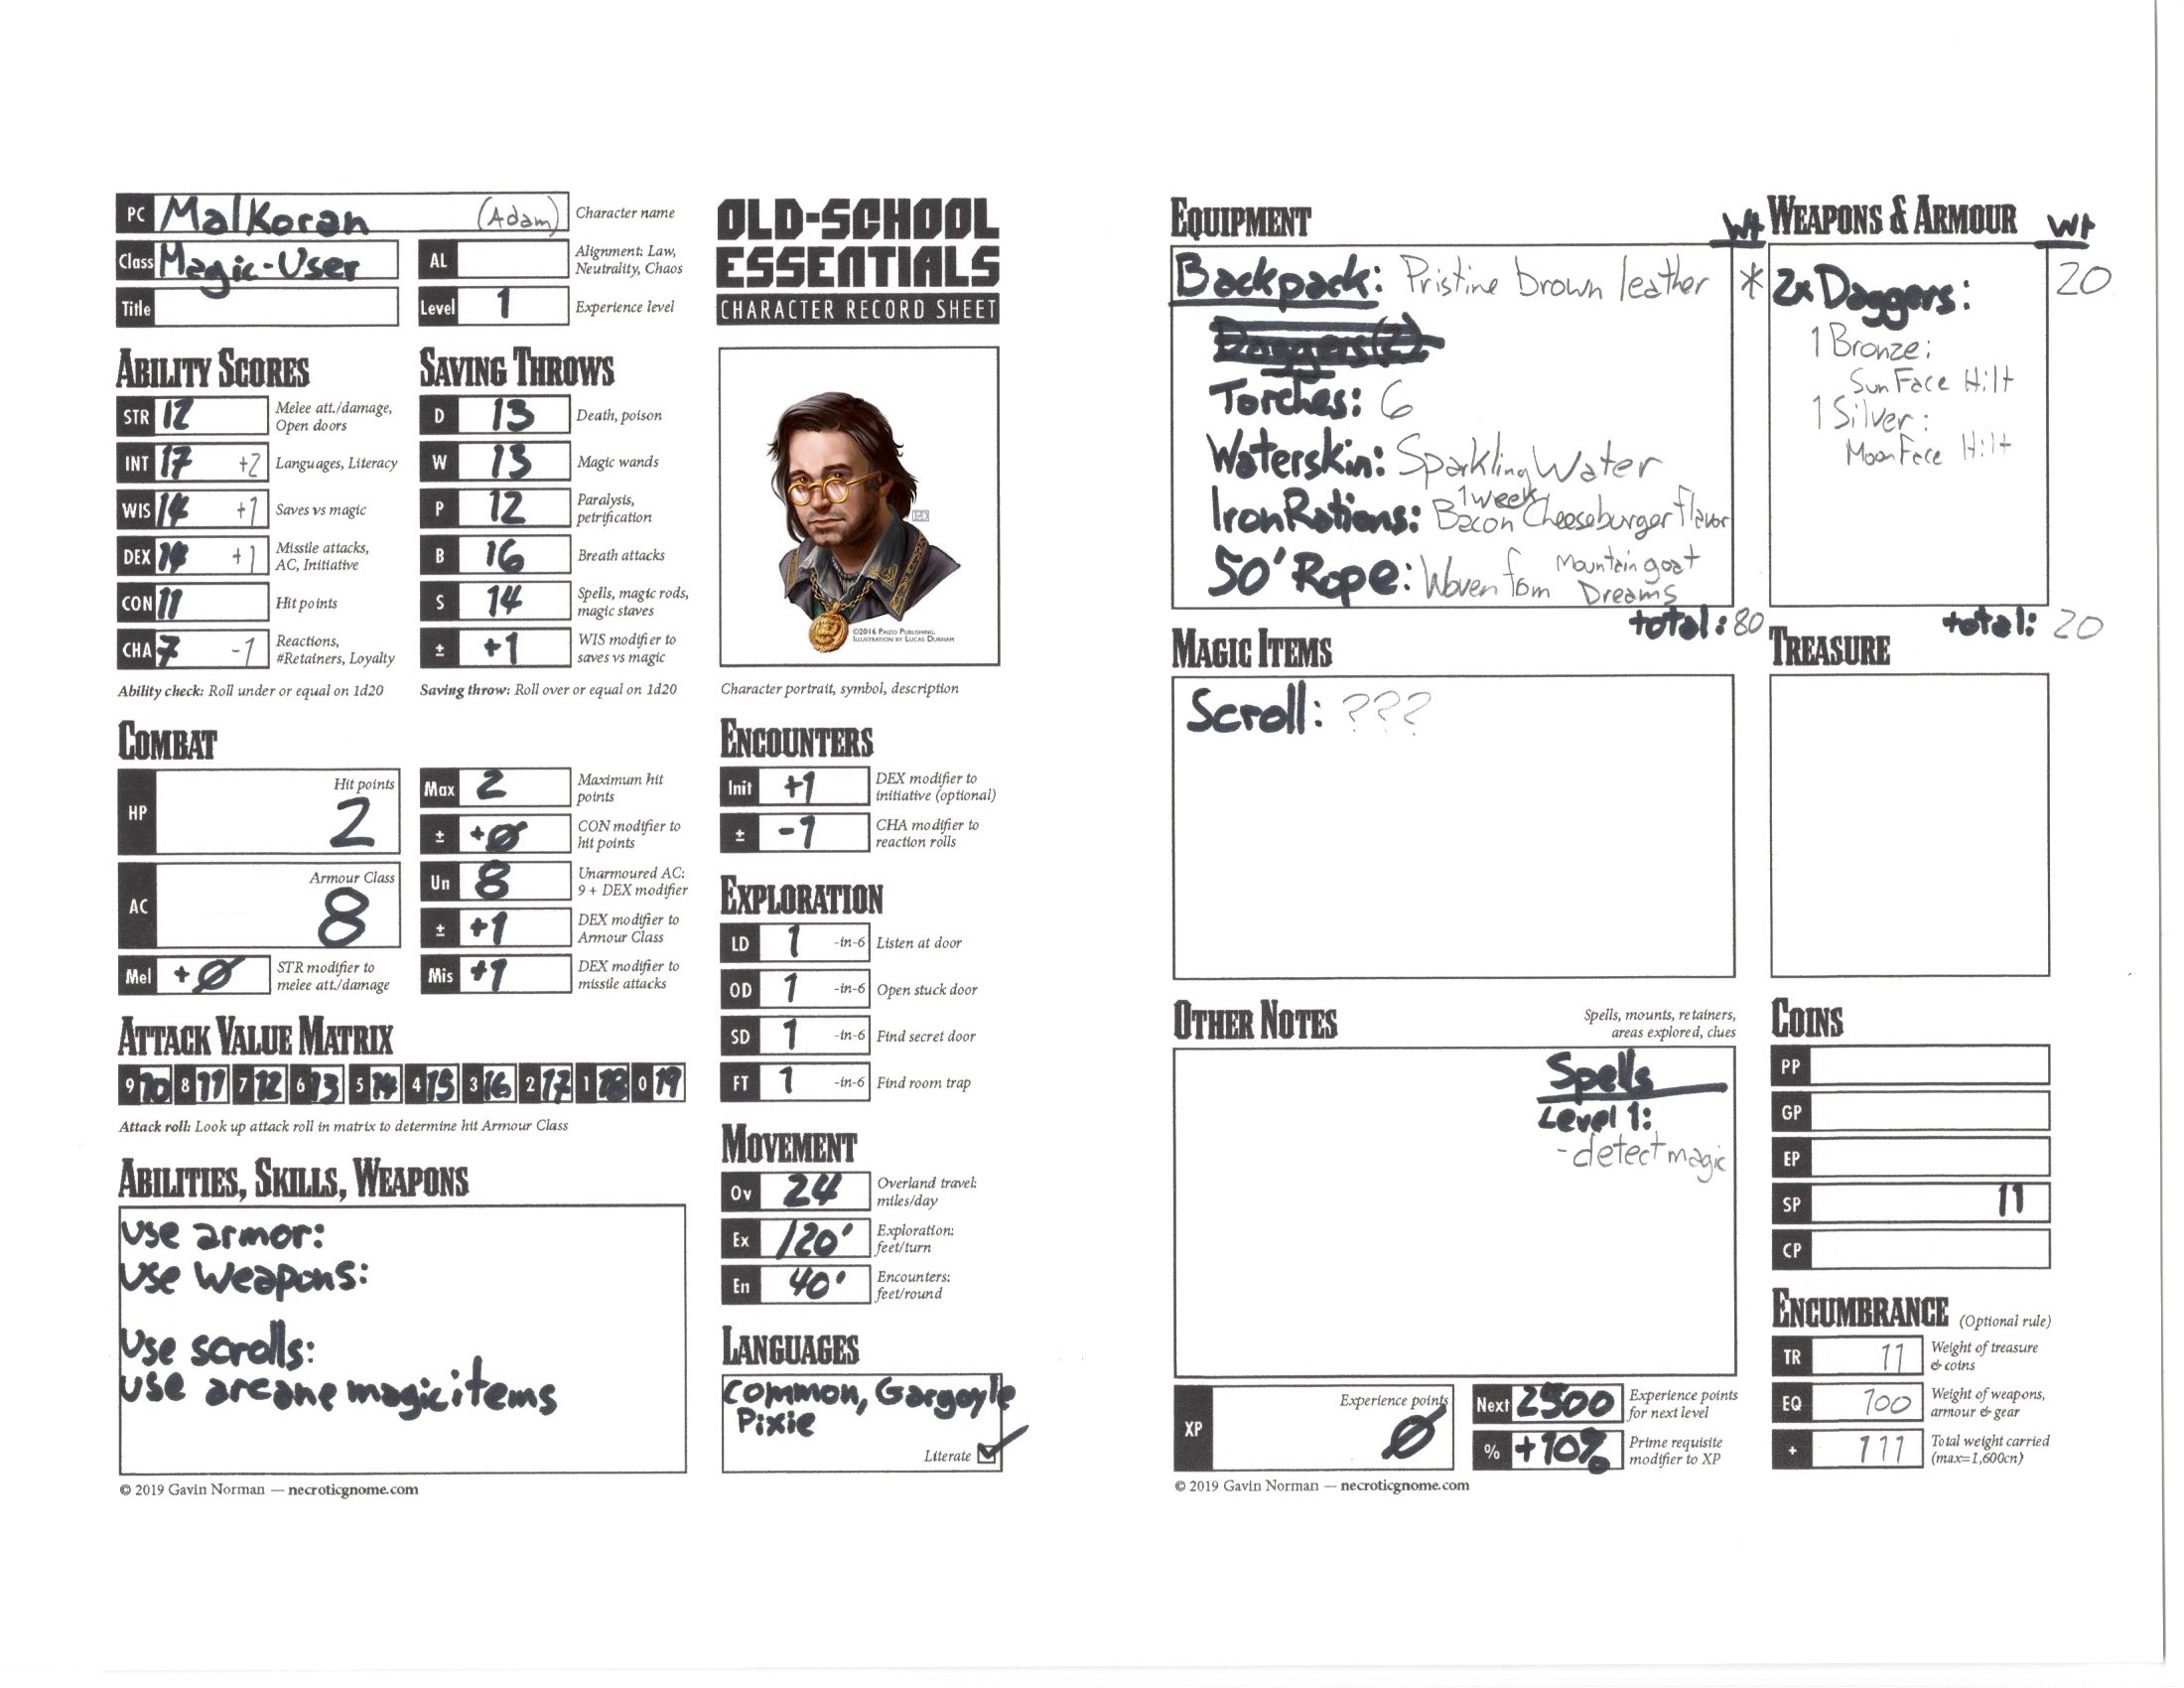 PC MalKoran (Adam) Character name
Class Magic-User
AL Alignment: Law, Neutrality, Chaos
Title
Level 1 Experience level
OLD-SCHOOL
ESSENTIALS
CHARACTER RECORD SHEET
ABILITY SCORES
STR 12 Melee att./damage, Open doors
INT 17 +2 Languages, Literacy
WIS 14 +1 Saves vs magic
DEX 14 +1 Missile attacks, AC, Initiative
CON 11 Hit points
CHA 7 -1 Reactions, #Retainers, Loyalty
Ability check: Roll under or equal on 1d20
SAVING THROWS
D 13 Death, poison
W 13 Magic wands
P 12 Paralysis, petrification
B 16 Breath attacks
S 14 Spells, magic rods, magic staves
± +1 WIS modifier to saves vs magic
Saving throw: Roll over or equal on 1d20
©2016 PAIZO PUBLISHING.
ILLUSTRATION BY LUCAS DURHAM
Character portrait, symbol, description
COMBAT
HP Hit points
2
AC Armour Class
8
Mel +0 STR modifier to melee att./damage
Max 2 Maximum hit points
± +0 CON modifier to hit points
Un 8 Unarmoured AC: 9 + DEX modifier
± +1 DEX modifier to Armour Class
Mis +1 DEX modifier to missile attacks
ATTACK VALUE MATRIX
9 10 8 11 7 12 6 13 5 14 4 15 3 16 2 17 1 18 0 19
Attack roll: Look up attack roll in matrix to determine hit Armour Class
ABILITIES, SKILLS, WEAPONS
use armor:
use weapons:
use scrolls:
use arcane magic items
© 2019 Gavin Norman — necroticgnome.com
ENCOUNTERS
Init +1 DEX modifier to initiative (optional)
± -1 CHA modifier to reaction rolls
EXPLORATION
LD 1 -in-6 Listen at door
OD 1 -in-6 Open stuck door
SD 1 -in-6 Find secret door
FT 1 -in-6 Find room trap
MOVEMENT
Ov 24 Overland travel: miles/day
Ex 120' Exploration: feet/turn
En 40' Encounters: feet/round
LANGUAGES
Common, Gargoyle
Pixie
Literate
EQUIPMENT Wt
Backpack: Pristine brown leather *
Daggers(2):
Torches: 6
Waterskin: Sparkling Water
Iron Rations: 1 week Bacon Cheeseburger flavor
50' Rope: Woven from Mountain goat Dreams
total: 80
WEAPONS & ARMOUR Wt
2x Daggers: 20
1 Bronze:
Sun Face Hilt
1 Silver:
Moon Face Hilt
total: 20
MAGIC ITEMS
Scroll: ???
TREASURE
OTHER NOTES Spells, mounts, retainers, areas explored, clues
Spells
Level 1:
- detect magic
COINS
PP
GP
EP
SP 11
CP
ENCUMBRANCE (Optional rule)
TR 11 Weight of treasure & coins
EQ 100 Weight of weapons, armour & gear
+ 111 Total weight carried (max=1,600cn)
XP Experience points
0
Next 2500 Experience points for next level
% +10% Prime requisite modifier to XP
© 2019 Gavin Norman — necroticgnome.com